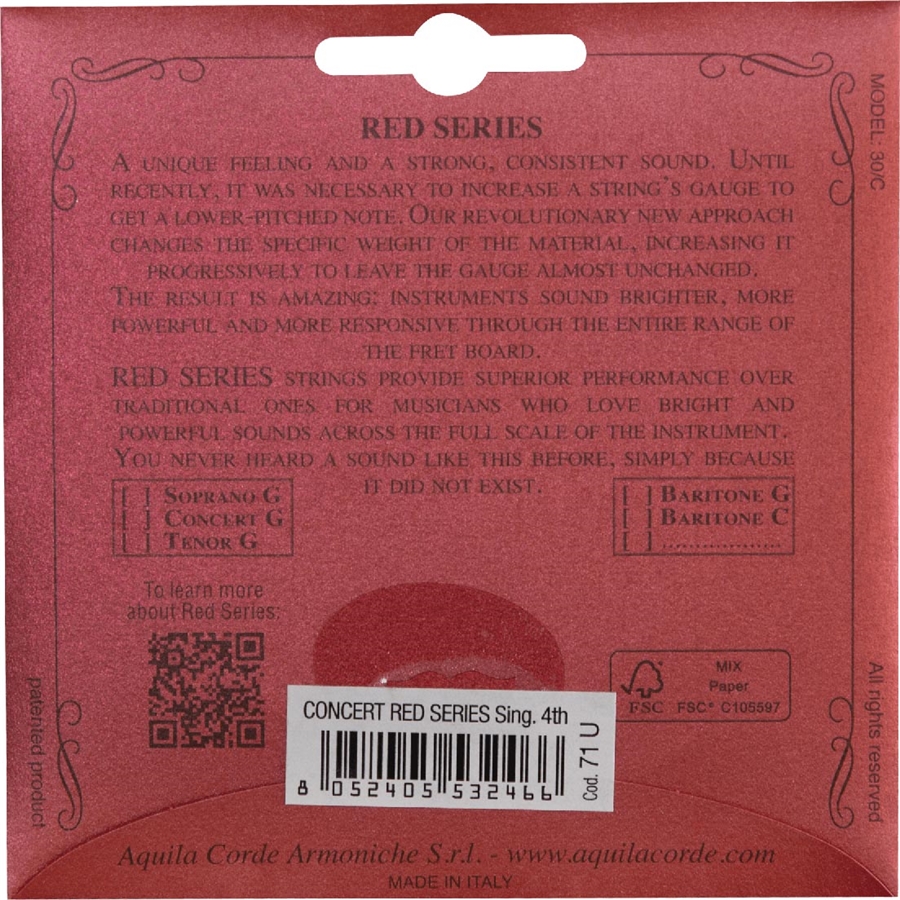 RED SERIES
A UNIQUE FEELING AND A STRONG, CONSISTENT SOUND. UNTIL
RECENTLY, IT WAS NECESSARY TO INCREASE A STRING'S GAUGE TO
GET A LOWER-PITCHED NOTE. OUR REVOLUTIONARY NEW APPROACH
CHANGES THE SPECIFIC WEIGHT OF THE MATERIAL, INCREASING IT
PROGRESSIVELY TO LEAVE THE GAUGE ALMOST UNCHANGED.
THE RESULT IS AMAZING: INSTRUMENTS SOUND BRIGHTER, MORE
POWERFUL AND MORE RESPONSIVE THROUGH THE ENTIRE RANGE OF
THE FRET BOARD.
RED SERIES STRINGS PROVIDE SUPERIOR PERFORMANCE OVER
TRADITIONAL ONES FOR MUSICIANS WHO LOVE BRIGHT AND
POWERFUL SOUNDS ACROSS THE FULL SCALE OF THE INSTRUMENT.
YOU NEVER HEARD A SOUND LIKE THIS BEFORE, SIMPLY BECAUSE
IT DID NOT EXIST.
[ ] SOPRANO G
[ ] CONCERT G
[ ] TENOR G
[ ] BARITONE G
[ ] BARITONE C
[ ] ..................
MODEL: 30/C
To learn more
about Red Series:
MIX
Paper
FSC FSC® C105597
CONCERT RED SERIES Sing. 4th
Cod. 71 U
8 052405 532466
patented product
All rights reserved
Aquila Corde Armoniche S.r.l. - www.aquilacorde.com
MADE IN ITALY